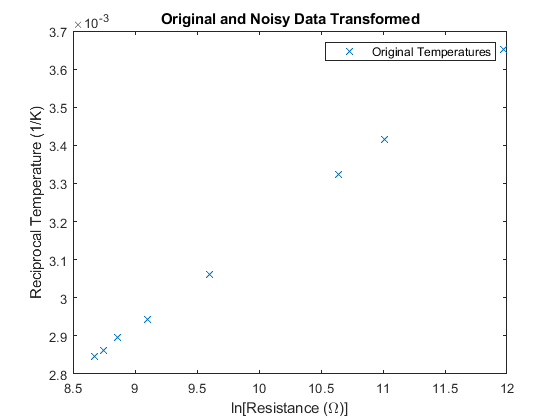 Original and Noisy Data Transformed
×10⁻³
Original Temperatures
3.7
3.6
3.5
3.4
3.3
3.2
3.1
3
2.9
2.8
Reciprocal Temperature (1/K)
8.5 9 9.5 10 10.5 11 11.5 12
ln[Resistance (Ω)]